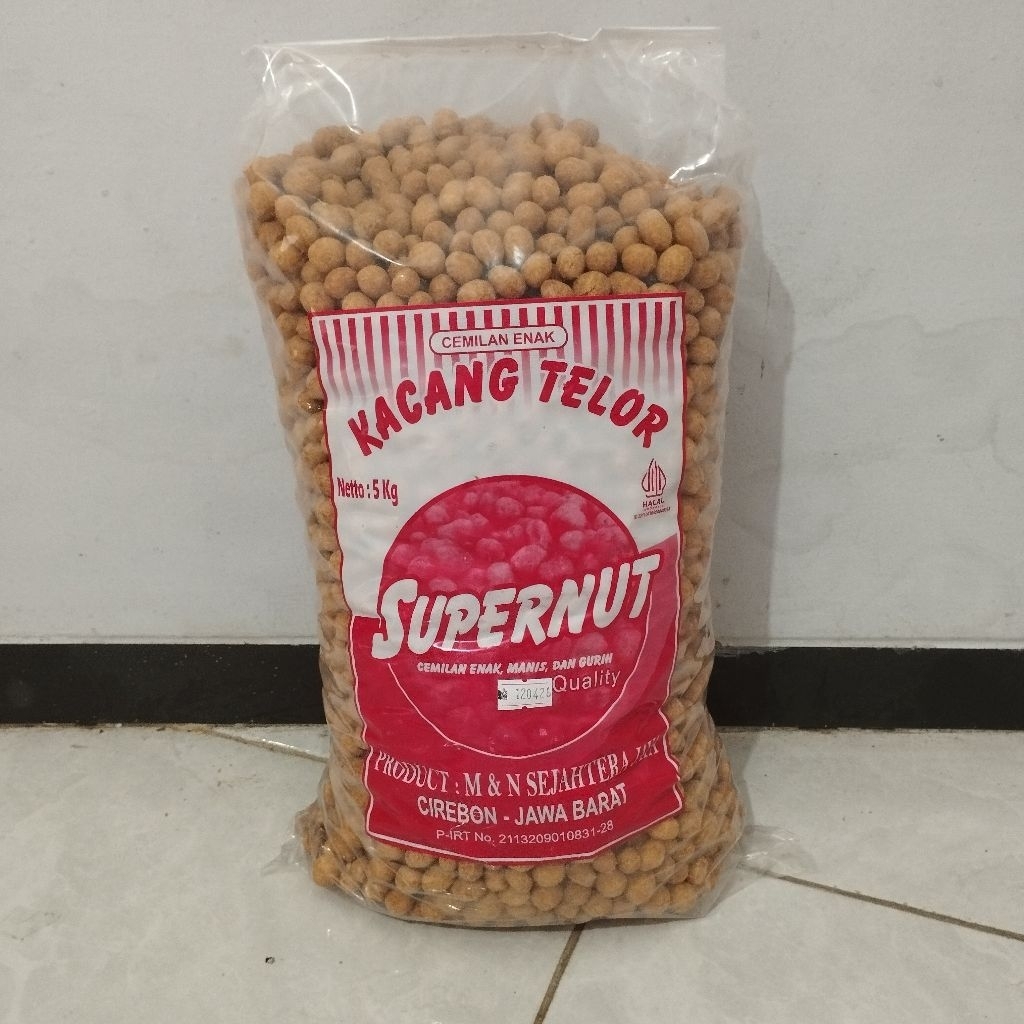 CEMILAN ENAK
KACANG TELOR
Netto : 5 Kg
HALAL
SUPERNUT
CEMILAN ENAK, MANIS, DAN GURIH
Quality
PRODUCT : M & N SEJAHTERA
CIREBON - JAWA BARAT
P-IRT No. 2113209010831-28